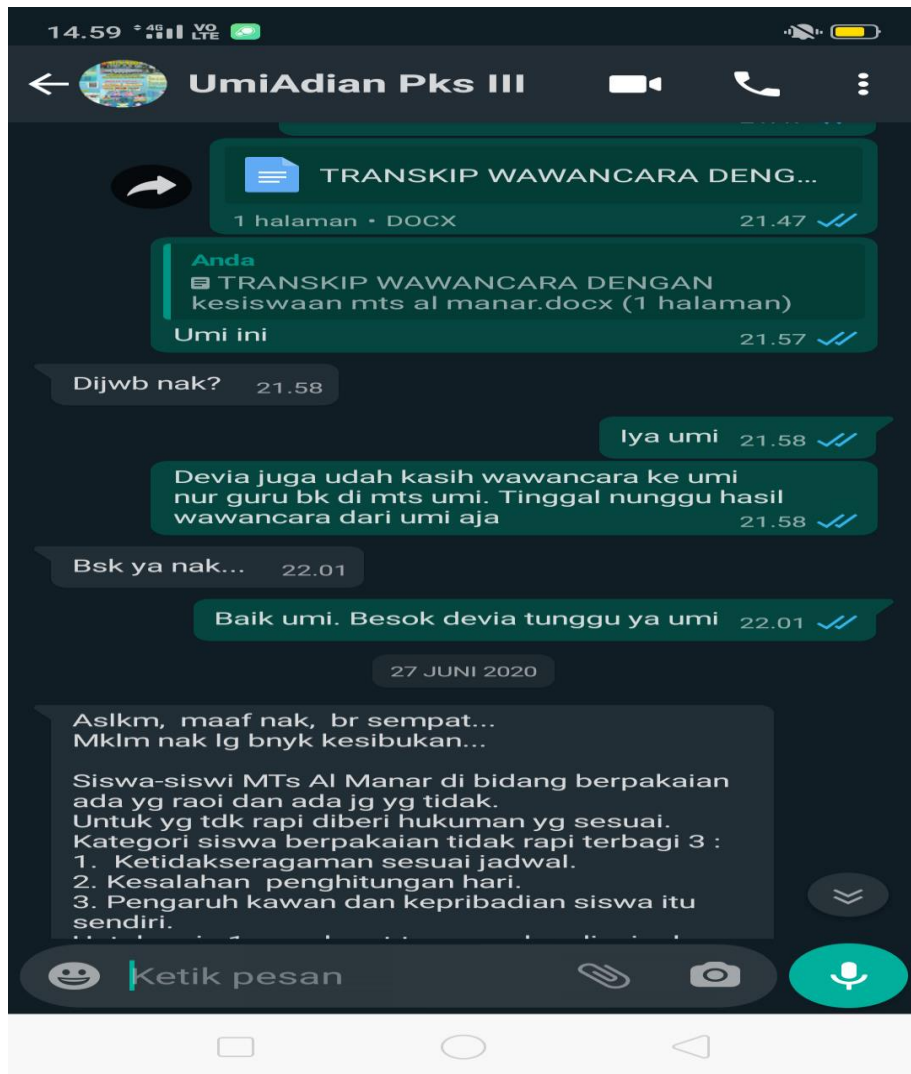 14.59 4G VO LTE
UmiAdian Pks III
TRANSKIP WAWANCARA DENG...
1 halaman • DOCX 21.47
Anda
TRANSKIP WAWANCARA DENGAN
kesiswaan mts al manar.docx (1 halaman)
Umi ini 21.57
Dijwb nak? 21.58
Iya umi 21.58
Devia juga udah kasih wawancara ke umi
nur guru bk di mts umi. Tinggal nunggu hasil
wawancara dari umi aja 21.58
Bsk ya nak... 22.01
Baik umi. Besok devia tunggu ya umi 22.01
27 JUNI 2020
Aslkm, maaf nak, br sempat...
Mklm nak lg bnyk kesibukan...
Siswa-siswi MTs Al Manar di bidang berpakaian
ada yg raoi dan ada jg yg tidak.
Untuk yg tdk rapi diberi hukuman yg sesuai.
Kategori siswa berpakaian tidak rapi terbagi 3 :
1. Ketidakseragaman sesuai jadwal.
2. Kesalahan penghitungan hari.
3. Pengaruh kawan dan kepribadian siswa itu
sendiri.
Ketik pesan